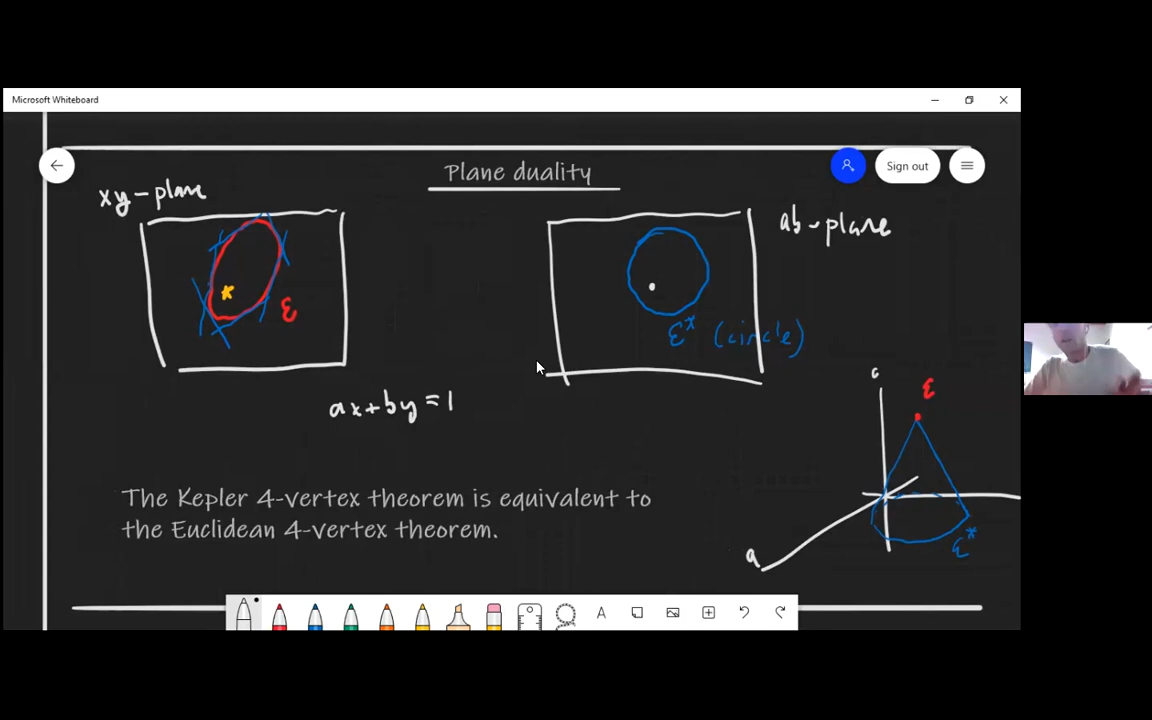 Microsoft Whiteboard
Plane duality
Sign out
xy-plane
ab-plane
ε
ε* (circle)
ax+by=1
c
ε
The Kepler 4-vertex theorem is equivalent to
the Euclidean 4-vertex theorem.
a
ε*
A